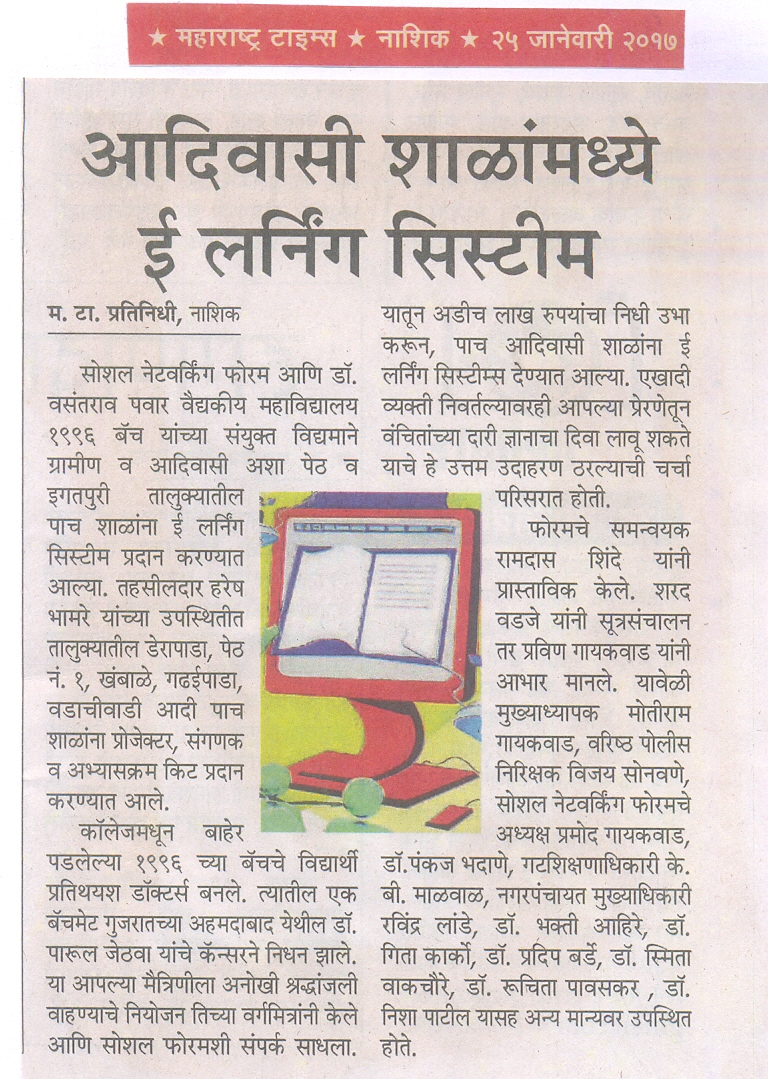 ★ महाराष्ट्र टाइम्स ★ नाशिक ★ २५ जानेवारी २०१७
आदिवासी शाळांमध्ये
ई लर्निंग सिस्टीम
म. टा. प्रतिनिधी, नाशिक
सोशल नेटवर्किंग फोरम आणि डॉ.
वसंतराव पवार वैद्यकीय महाविद्यालय
१९९६ बॅच यांच्या संयुक्त विद्यमाने
ग्रामीण व आदिवासी अशा पेठ व
इगतपुरी तालुक्यातील
पाच शाळांना ई लर्निंग
सिस्टीम प्रदान करण्यात
आल्या. तहसीलदार हरेष
भामरे यांच्या उपस्थितीत
तालुक्यातील डेरापाडा, पेठ
नं. १, खंबाळे, गढईपाडा,
वडाचीवाडी आदी पाच
शाळांना प्रोजेक्टर, संगणक
व अभ्यासक्रम किट प्रदान
करण्यात आले.
कॉलेजमधून बाहेर
पडलेल्या १९९६ च्या बॅचचे विद्यार्थी
प्रतिथयश डॉक्टर्स बनले. त्यातील एक
बॅचमेट गुजरातच्या अहमदाबाद येथील डॉ.
पारूल जेठवा यांचे कॅन्सरने निधन झाले.
या आपल्या मैत्रिणीला अनोखी श्रद्धांजली
वाहण्याचे नियोजन तिच्या वर्गमित्रांनी केले
आणि सोशल फोरमशी संपर्क साधला.
यातून अडीच लाख रुपयांचा निधी उभा
करून, पाच आदिवासी शाळांना ई
लर्निंग सिस्टीम्स देण्यात आल्या. एखादी
व्यक्ती निवर्तल्यावरही आपल्या प्रेरणेतून
वंचितांच्या दारी ज्ञानाचा दिवा लावू शकते
याचे हे उत्तम उदाहरण ठरल्याची चर्चा
परिसरात होती.
फोरमचे समन्वयक
रामदास शिंदे यांनी
प्रास्ताविक केले. शरद
वडजे यांनी सूत्रसंचालन
तर प्रविण गायकवाड यांनी
आभार मानले. यावेळी
मुख्याध्यापक मोतीराम
गायकवाड, वरिष्ठ पोलीस
निरिक्षक विजय सोनवणे,
सोशल नेटवर्किंग फोरमचे
अध्यक्ष प्रमोद गायकवाड,
डॉ.पंकज भदाणे, गटशिक्षणाधिकारी के.
बी. माळवाळ, नगरपंचायत मुख्याधिकारी
रविंद्र लांडे, डॉ. भक्ती आहिरे, डॉ.
गिता कार्को, डॉ. प्रदिप बर्डे, डॉ. स्मिता
वाकचौरे, डॉ. रूचिता पावसकर , डॉ.
निशा पाटील यासह अन्य मान्यवर उपस्थित
होते.